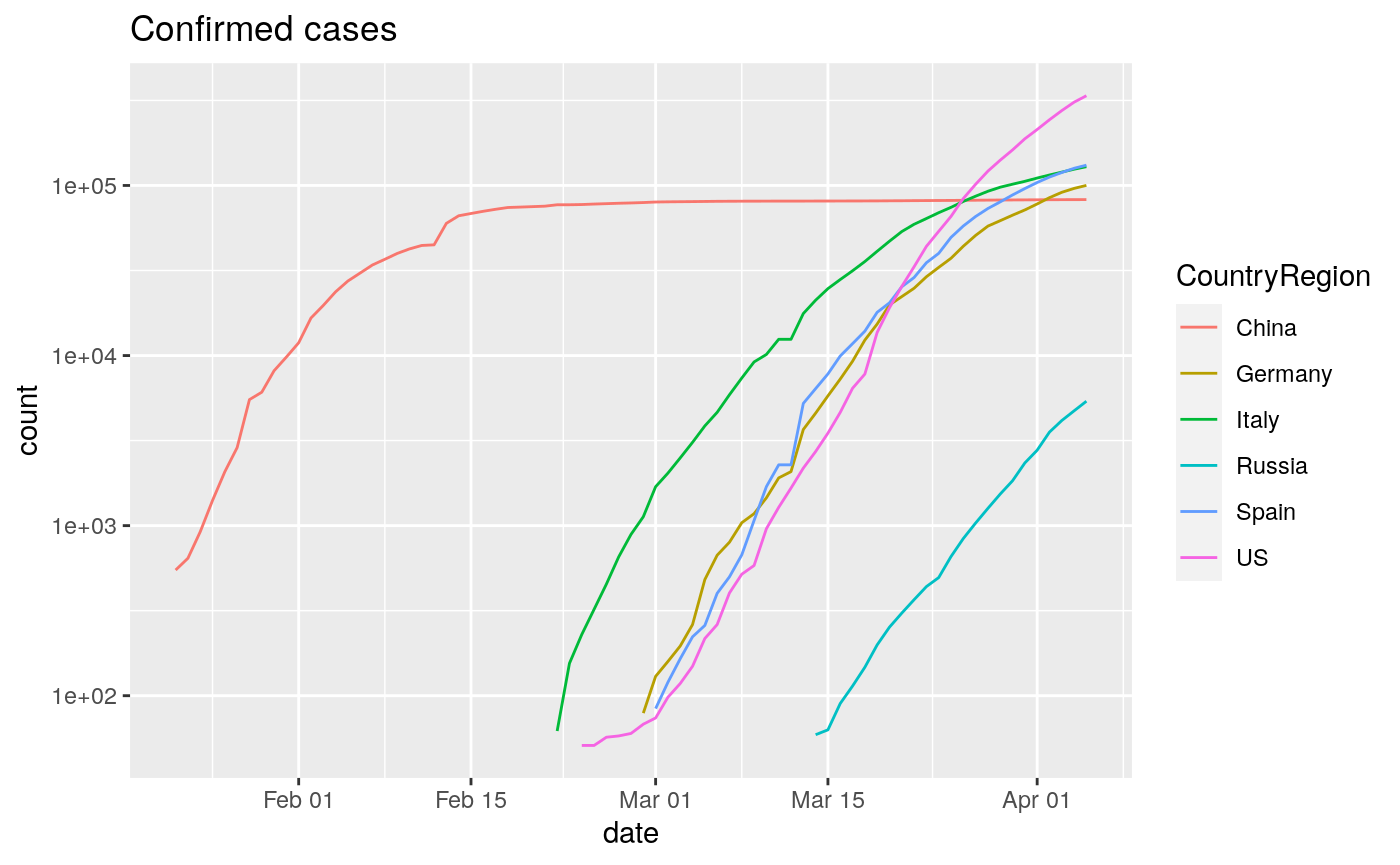 Confirmed cases
1e+05
1e+04
1e+03
1e+02
count
Feb 01
Feb 15
Mar 01
Mar 15
Apr 01
date
CountryRegion
China
Germany
Italy
Russia
Spain
US